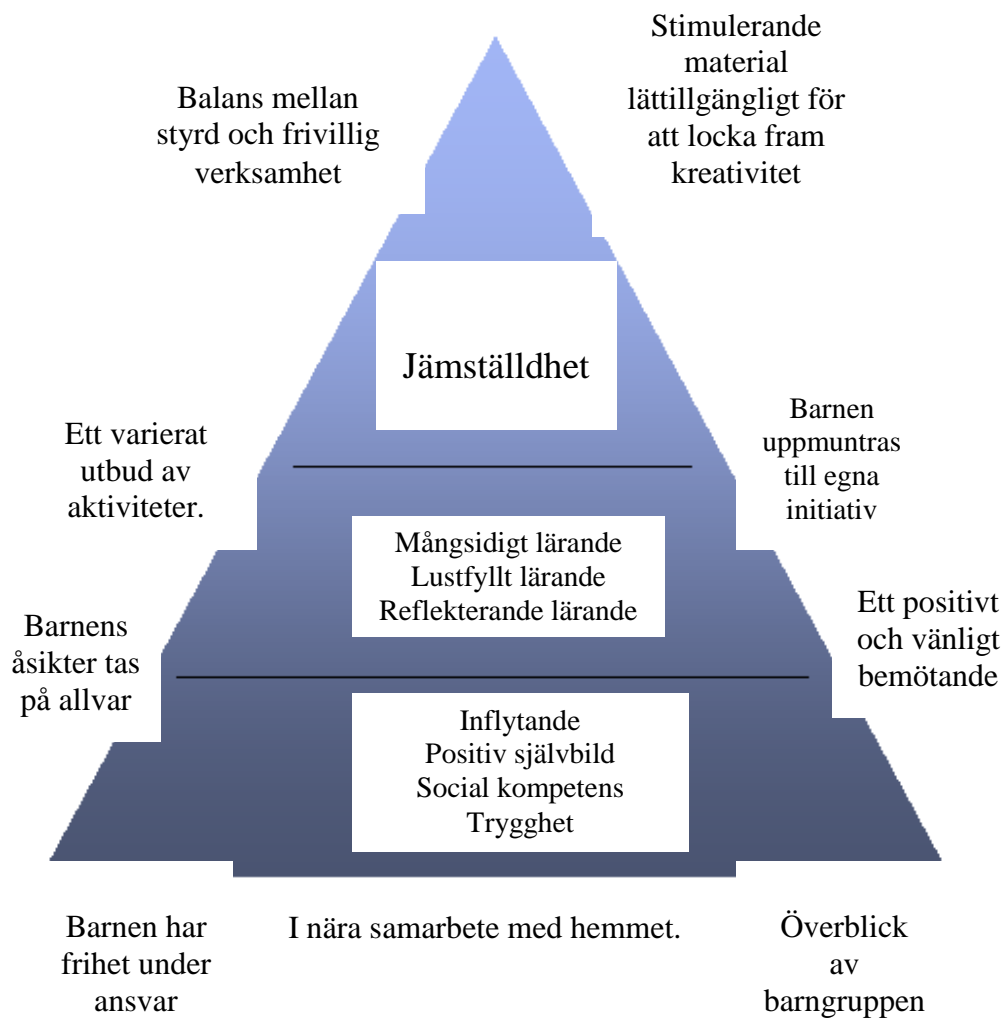 Stimulerande
material
lättillgängligt för
att locka fram
kreativitet
Balans mellan
styrd och frivillig
verksamhet
Jämställdhet
Ett varierat
utbud av
aktiviteter.
Barnen
uppmuntras
till egna
initiativ
Mångsidigt lärande
Lustfyllt lärande
Reflekterande lärande
Barnens
åsikter tas
på allvar
Ett positivt
och vänligt
bemötande
Inflytande
Positiv självbild
Social kompetens
Trygghet
Barnen har
frihet under
ansvar
I nära samarbete med hemmet.
Överblick
av
barngruppen